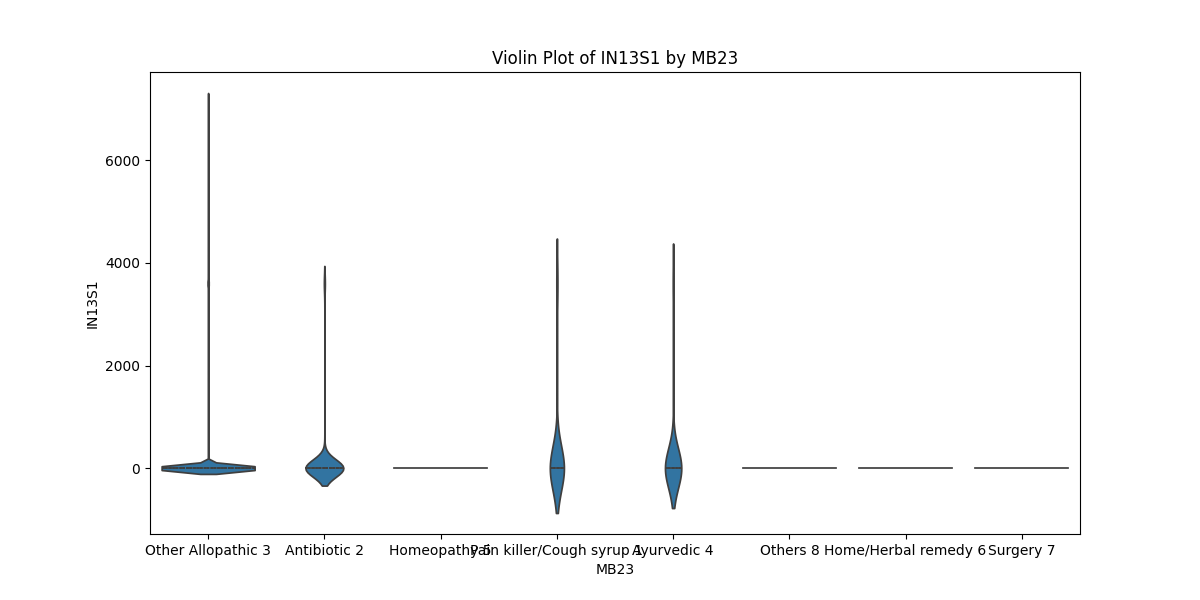 Violin Plot of IN13S1 by MB23
6000
4000
2000
0
IN13S1
Other Allopathic 3
Antibiotic 2
Homeopathy 5
Pain killer/Cough syrup 1
Ayurvedic 4
Others 8
Home/Herbal remedy 6
Surgery 7
MB23